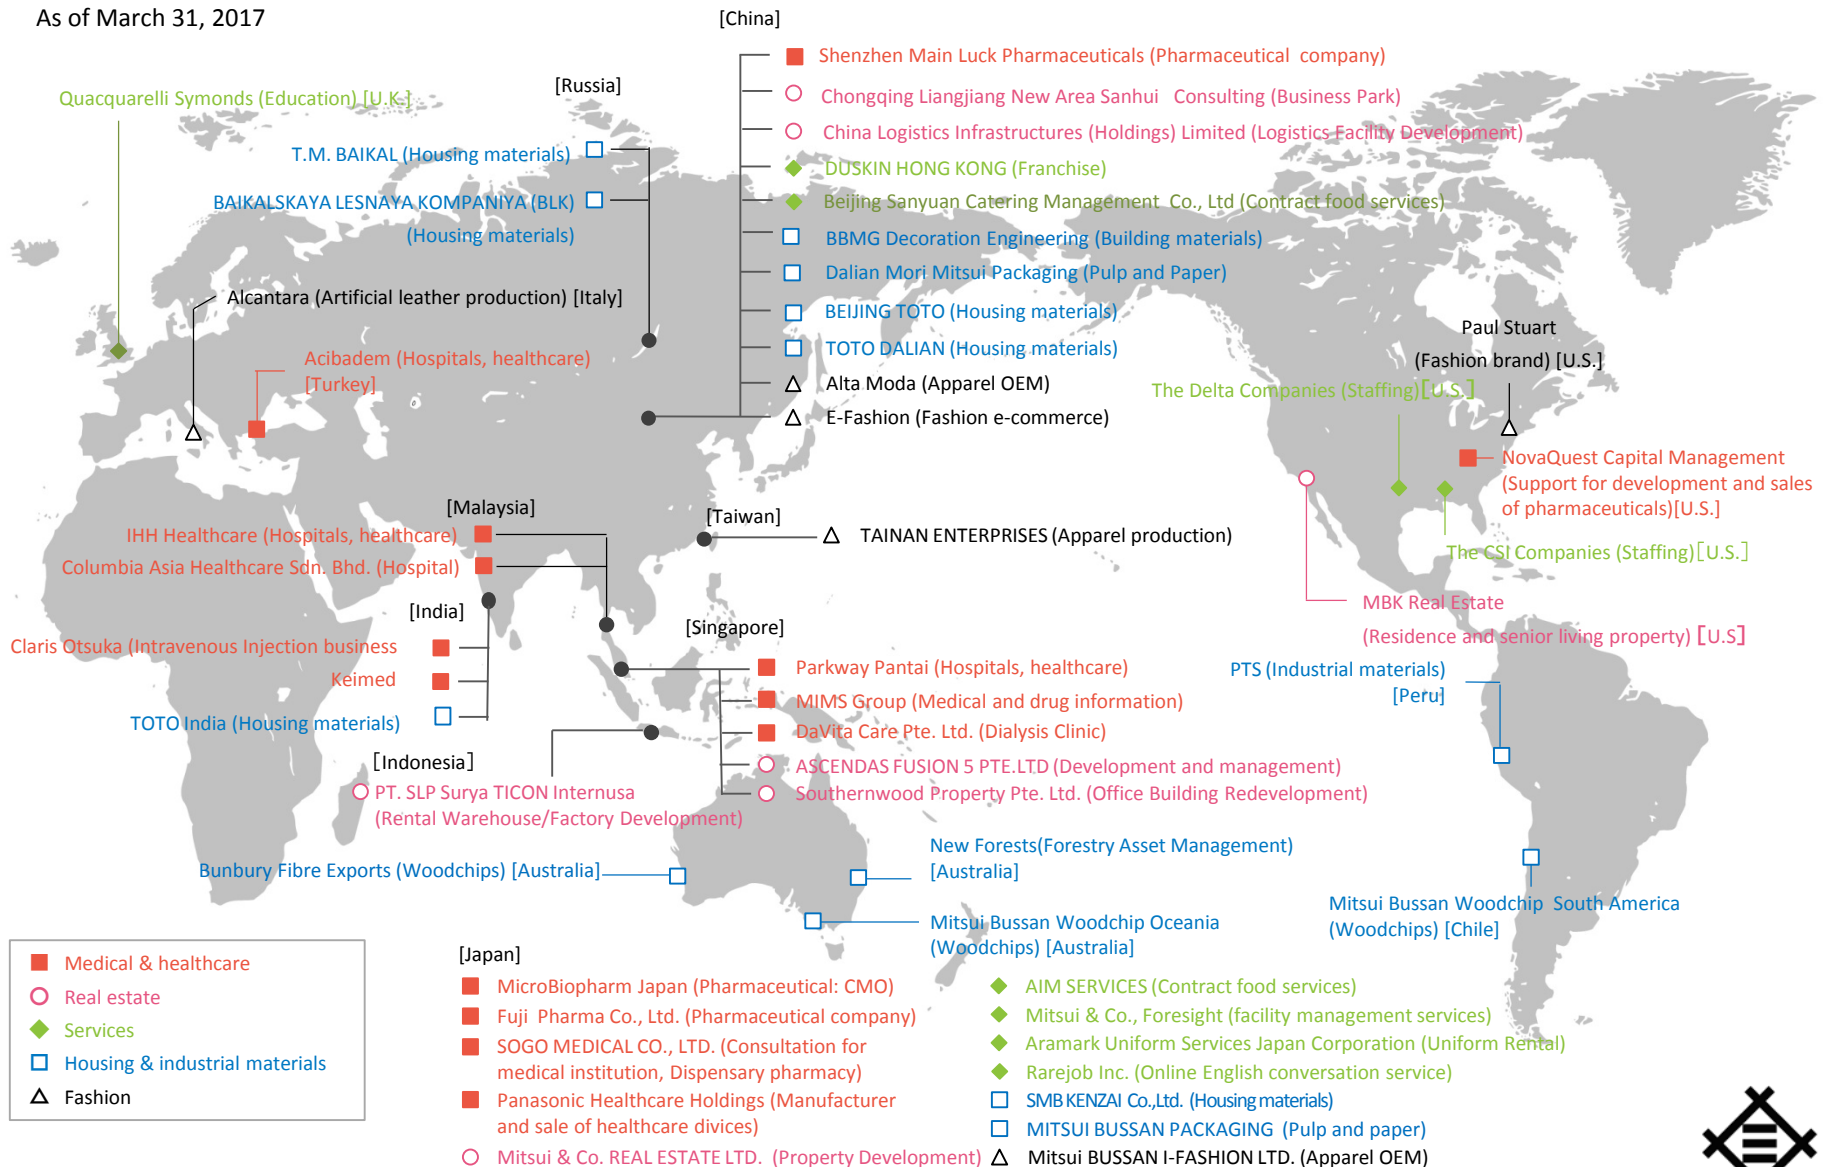 As of March 31, 2017
[China]
Shenzhen Main Luck Pharmaceuticals (Pharmaceutical company)
Chongqing Liangjiang New Area Sanhui Consulting (Business Park)
China Logistics Infrastructures (Holdings) Limited (Logistics Facility Development)
DUSKIN HONG KONG (Franchise)
Beijing Sanyuan Catering Management Co., Ltd (Contract food services)
BBMG Decoration Engineering (Building materials)
Dalian Mori Mitsui Packaging (Pulp and Paper)
BEIJING TOTO (Housing materials)
TOTO DALIAN (Housing materials)
Alta Moda (Apparel OEM)
E-Fashion (Fashion e-commerce)
[Russia]
T.M. BAIKAL (Housing materials)
BAIKALSKAYA LESNAYA KOMPANIYA (BLK)
(Housing materials)
Quacquarelli Symonds (Education) [U.K.]
Alcantara (Artificial leather production) [Italy]
Acibadem (Hospitals, healthcare)
[Turkey]
Paul Stuart
(Fashion brand) [U.S.]
The Delta Companies (Staffing)[U.S.]
NovaQuest Capital Management
(Support for development and sales
of pharmaceuticals)[U.S.]
The CSI Companies (Staffing)[U.S.]
MBK Real Estate
(Residence and senior living property) [U.S]
[Malaysia]
IHH Healthcare (Hospitals, healthcare)
Columbia Asia Healthcare Sdn. Bhd. (Hospital)
[Taiwan]
TAINAN ENTERPRISES (Apparel production)
[India]
Claris Otsuka (Intravenous Injection business
Keimed
TOTO India (Housing materials)
[Singapore]
Parkway Pantai (Hospitals, healthcare)
MIMS Group (Medical and drug information)
DaVita Care Pte. Ltd. (Dialysis Clinic)
ASCENDAS FUSION 5 PTE.LTD (Development and management)
Southernwood Property Pte. Ltd. (Office Building Redevelopment)
PTS (Industrial materials)
[Peru]
[Indonesia]
PT. SLP Surya TICON Internusa
(Rental Warehouse/Factory Development)
Bunbury Fibre Exports (Woodchips) [Australia]
New Forests(Forestry Asset Management)
[Australia]
Mitsui Bussan Woodchip Oceania
(Woodchips) [Australia]
Mitsui Bussan Woodchip South America
(Woodchips) [Chile]
Medical & healthcare
Real estate
Services
Housing & industrial materials
Fashion
[Japan]
MicroBiopharm Japan (Pharmaceutical: CMO)
Fuji Pharma Co., Ltd. (Pharmaceutical company)
SOGO MEDICAL CO., LTD. (Consultation for
medical institution, Dispensary pharmacy)
Panasonic Healthcare Holdings (Manufacturer
and sale of healthcare divices)
Mitsui & Co. REAL ESTATE LTD. (Property Development)
AIM SERVICES (Contract food services)
Mitsui & Co., Foresight (facility management services)
Aramark Uniform Services Japan Corporation (Uniform Rental)
Rarejob Inc. (Online English conversation service)
SMB KENZAI Co.,Ltd. (Housing materials)
MITSUI BUSSAN PACKAGING (Pulp and paper)
Mitsui BUSSAN I-FASHION LTD. (Apparel OEM)